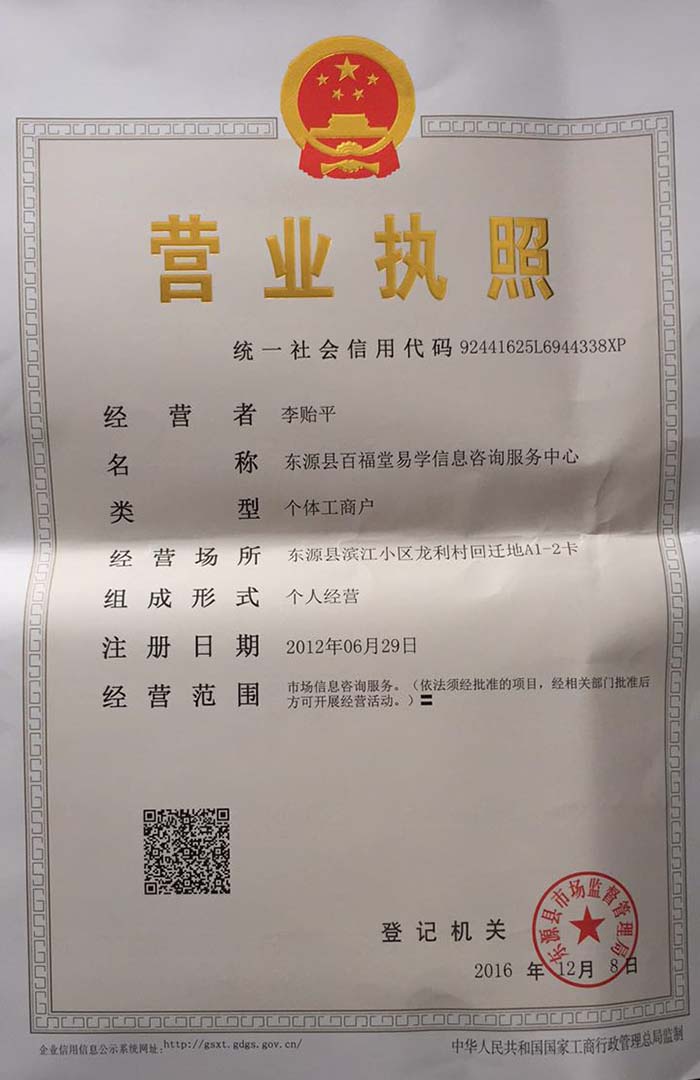 营业执照
统一社会信用代码 92441625L6944338XP
经营者 李贻平
名称 东源县百福堂易学信息咨询服务中心
类型 个体工商户
经营场所 东源县滨江小区龙利村回迁地A1-2卡
组成形式 个人经营
注册日期 2012年06月29日
经营范围 市场信息咨询服务。(依法须经批准的项目，经相关部门批准后
方可开展经营活动。)〓
东源县市场监督管理局
登记机关
2016 年 12月 8日
企业信用信息公示系统网址：http://gsxt.gdgs.gov.cn/
中华人民共和国国家工商行政管理总局监制